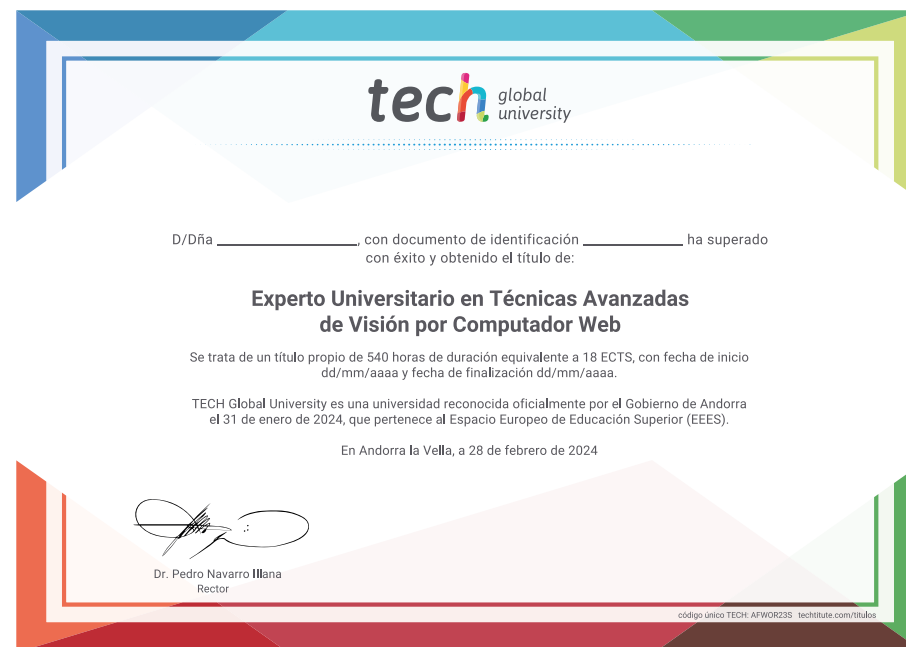 tech global university
D/Dña ____________________, con documento de identificación ______________ ha superado
con éxito y obtenido el título de:
Experto Universitario en Técnicas Avanzadas
de Visión por Computador Web
Se trata de un título propio de 540 horas de duración equivalente a 18 ECTS, con fecha de inicio
dd/mm/aaaa y fecha de finalización dd/mm/aaaa.
TECH Global University es una universidad reconocida oficialmente por el Gobierno de Andorra
el 31 de enero de 2024, que pertenece al Espacio Europeo de Educación Superior (EEES).
En Andorra la Vella, a 28 de febrero de 2024
Dr. Pedro Navarro Illana
Rector
código único TECH: AFWOR23S techtitute.com/titulos